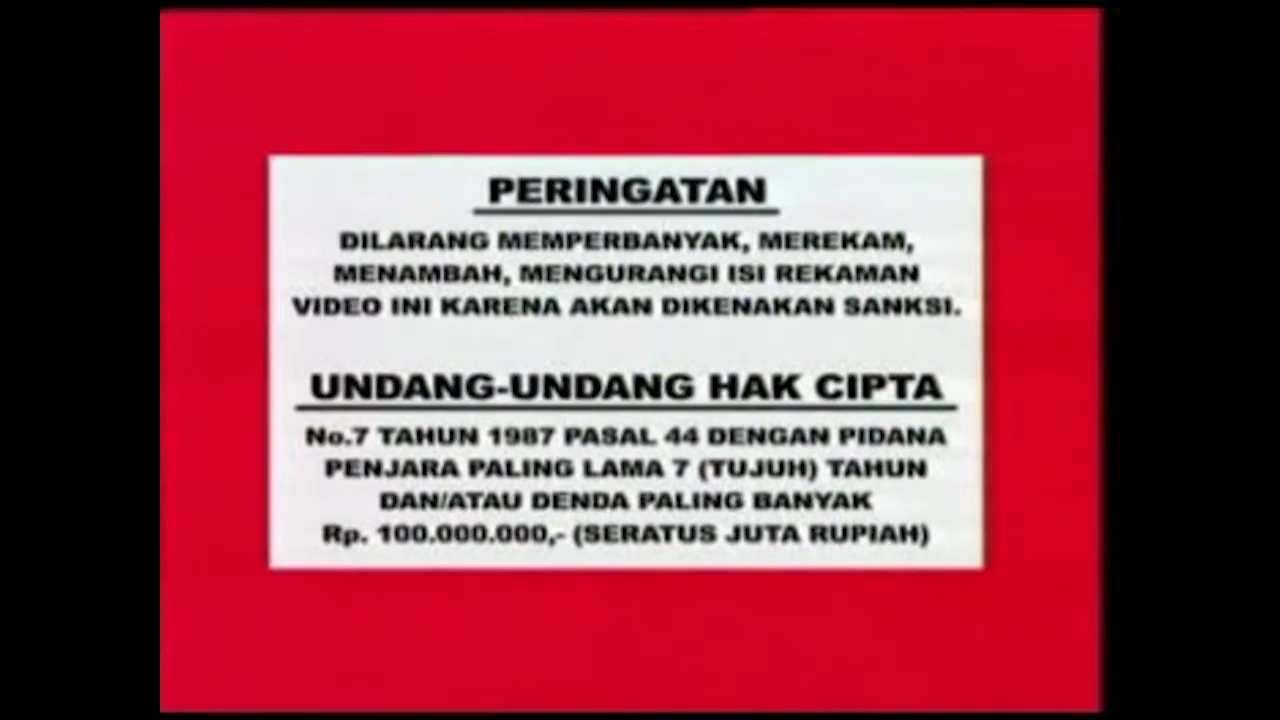 PERINGATAN
DILARANG MEMPERBANYAK, MEREKAM,
MENAMBAH, MENGURANGI ISI REKAMAN
VIDEO INI KARENA AKAN DIKENAKAN SANKSI.
UNDANG-UNDANG HAK CIPTA
No.7 TAHUN 1987 PASAL 44 DENGAN PIDANA
PENJARA PALING LAMA 7 (TUJUH) TAHUN
DAN/ATAU DENDA PALING BANYAK
Rp. 100.000.000,- (SERATUS JUTA RUPIAH)